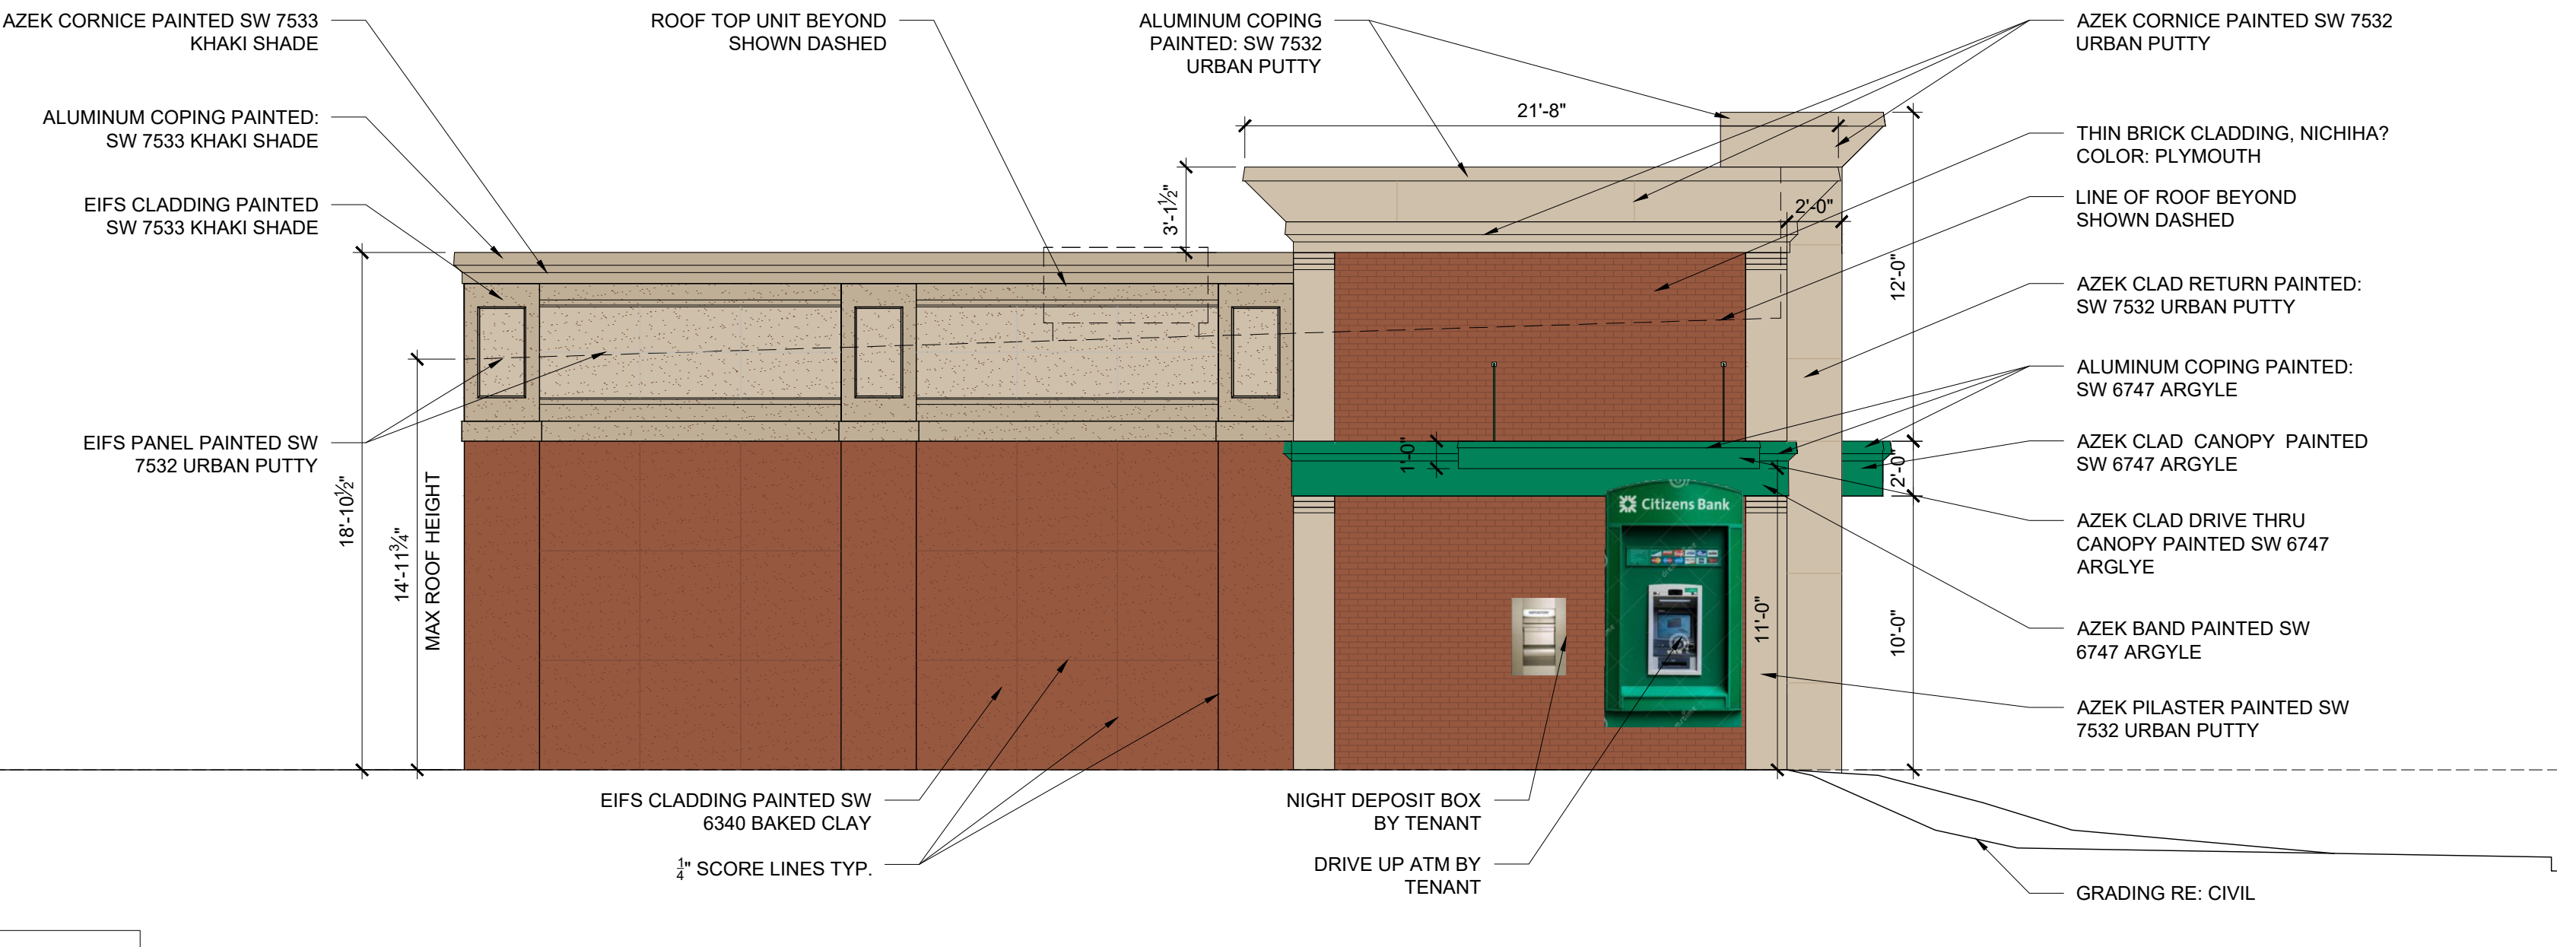 AZEK CORNICE PAINTED SW 7533
KHAKI SHADE
ROOF TOP UNIT BEYOND
SHOWN DASHED
ALUMINUM COPING
PAINTED: SW 7532
URBAN PUTTY
AZEK CORNICE PAINTED SW 7532
URBAN PUTTY
ALUMINUM COPING PAINTED:
SW 7533 KHAKI SHADE
21'-8"
THIN BRICK CLADDING, NICHIHA?
COLOR: PLYMOUTH
EIFS CLADDING PAINTED
SW 7533 KHAKI SHADE
3'-1½"
2'-0"
LINE OF ROOF BEYOND
SHOWN DASHED
12'-0"
AZEK CLAD RETURN PAINTED:
SW 7532 URBAN PUTTY
ALUMINUM COPING PAINTED:
SW 6747 ARGYLE
EIFS PANEL PAINTED SW
7532 URBAN PUTTY
1'-0"
2'-0"
AZEK CLAD CANOPY PAINTED
SW 6747 ARGYLE
18'-10½"
14'-11¾"
MAX ROOF HEIGHT
Citizens Bank
AZEK CLAD DRIVE THRU
CANOPY PAINTED SW 6747
ARGLYE
11'-0"
10'-0"
AZEK BAND PAINTED SW
6747 ARGYLE
AZEK PILASTER PAINTED SW
7532 URBAN PUTTY
EIFS CLADDING PAINTED SW
6340 BAKED CLAY
¼" SCORE LINES TYP.
NIGHT DEPOSIT BOX
BY TENANT
DRIVE UP ATM BY
TENANT
GRADING RE: CIVIL